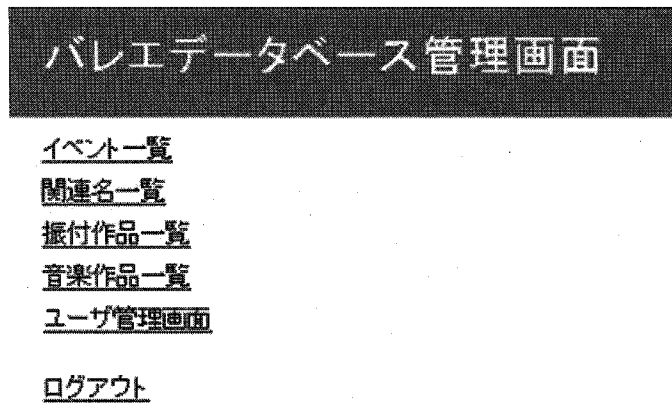 バレエデータベース管理画面
イベント一覧
関連名一覧
振付作品一覧
音楽作品一覧
ユーザ管理画面
ログアウト